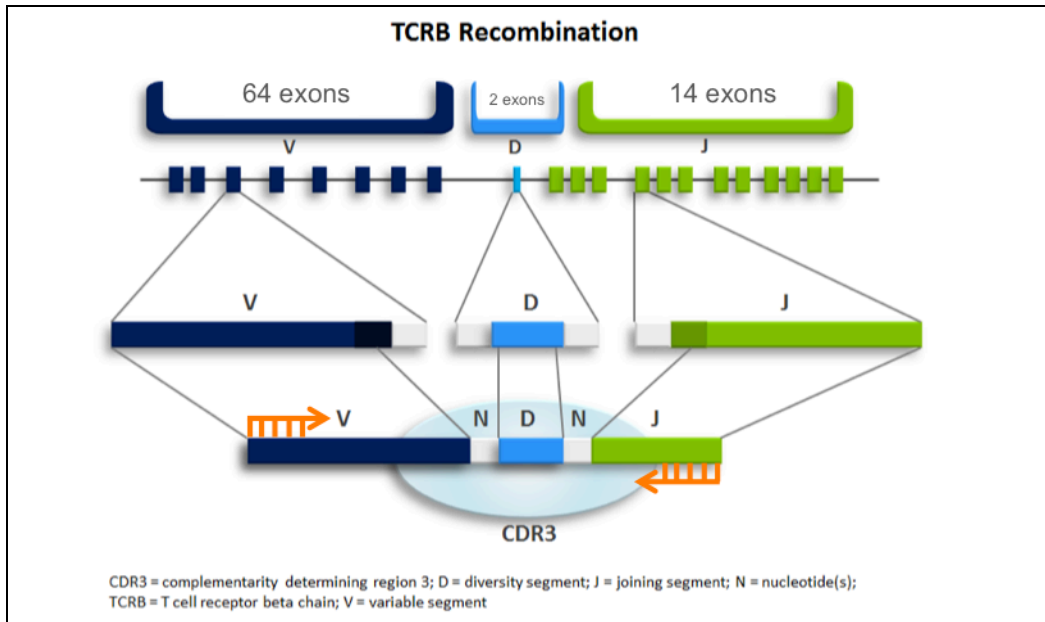 TCRB Recombination
64 exons
2 exons
14 exons
V
D
J
V
D
J
V
N
D
N
J
CDR3
CDR3 = complementarity determining region 3; D = diversity segment; J = joining segment; N = nucleotide(s);
TCRB = T cell receptor beta chain; V = variable segment